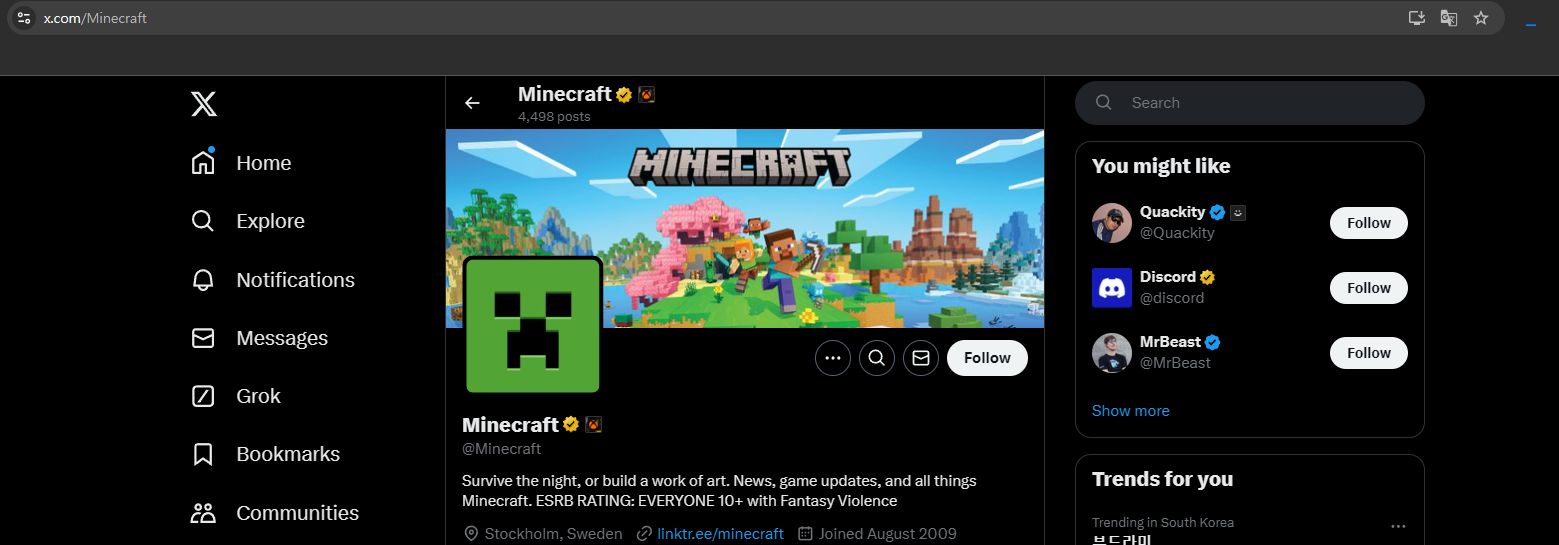 x.com/Minecraft
Home
Explore
Notifications
Messages
Grok
Bookmarks
Communities
Minecraft
4,498 posts
MINECRAFT
Follow
Minecraft
@Minecraft
Survive the night, or build a work of art. News, game updates, and all things
Minecraft. ESRB RATING: EVERYONE 10+ with Fantasy Violence
Stockholm, Sweden linktr.ee/minecraft Joined August 2009
Search
You might like
Quackity
@Quackity
Follow
Discord
@discord
Follow
MrBeast
@MrBeast
Follow
Show more
Trends for you
Trending in South Korea